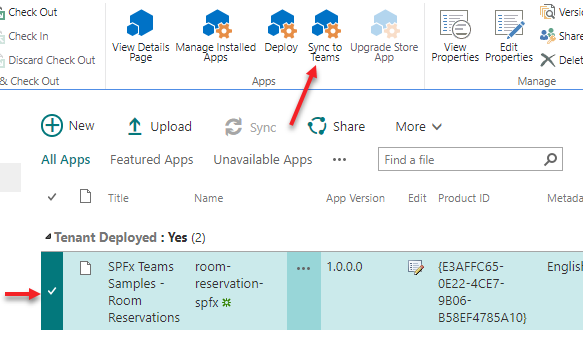 Check Out
Check In
Discard Check Out
& Check Out
View Details
Page
Manage Installed
Apps
Deploy
Sync to
Teams
Upgrade Store
App
Apps
View
Properties
Edit
Properties
Versio
Share
Delet
Manage
New
Upload
Sync
Share
More
All Apps
Featured Apps
Unavailable Apps
Find a file
Title
Name
App Version
Edit
Product ID
Metada
Tenant Deployed : Yes (2)
SPFx Teams
Samples -
Room
Reservations
room-
reservation-
spfx
1.0.0.0
{E3AFFC65-
0E22-4CE7-
9B06-
B58EF4785A10}
English